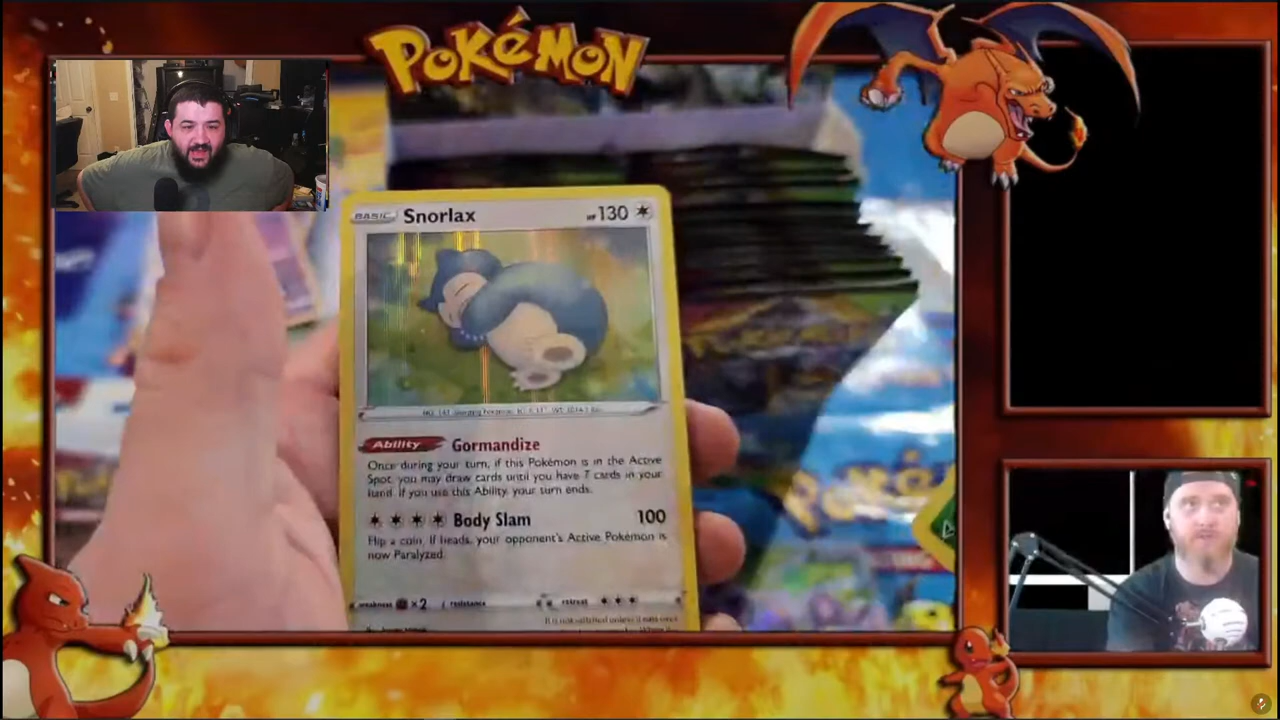 POKéMON
BASIC Snorlax HP 130
Ability Gormandize
Once during your turn, if this Pokémon is in the Active
Spot, you may draw cards until you have 7 cards in your
hand. If you use this Ability, your turn ends.
Body Slam 100
Flip a coin. If heads, your opponent's Active Pokémon is
now Paralyzed.
weakness ×2 resistance retreat